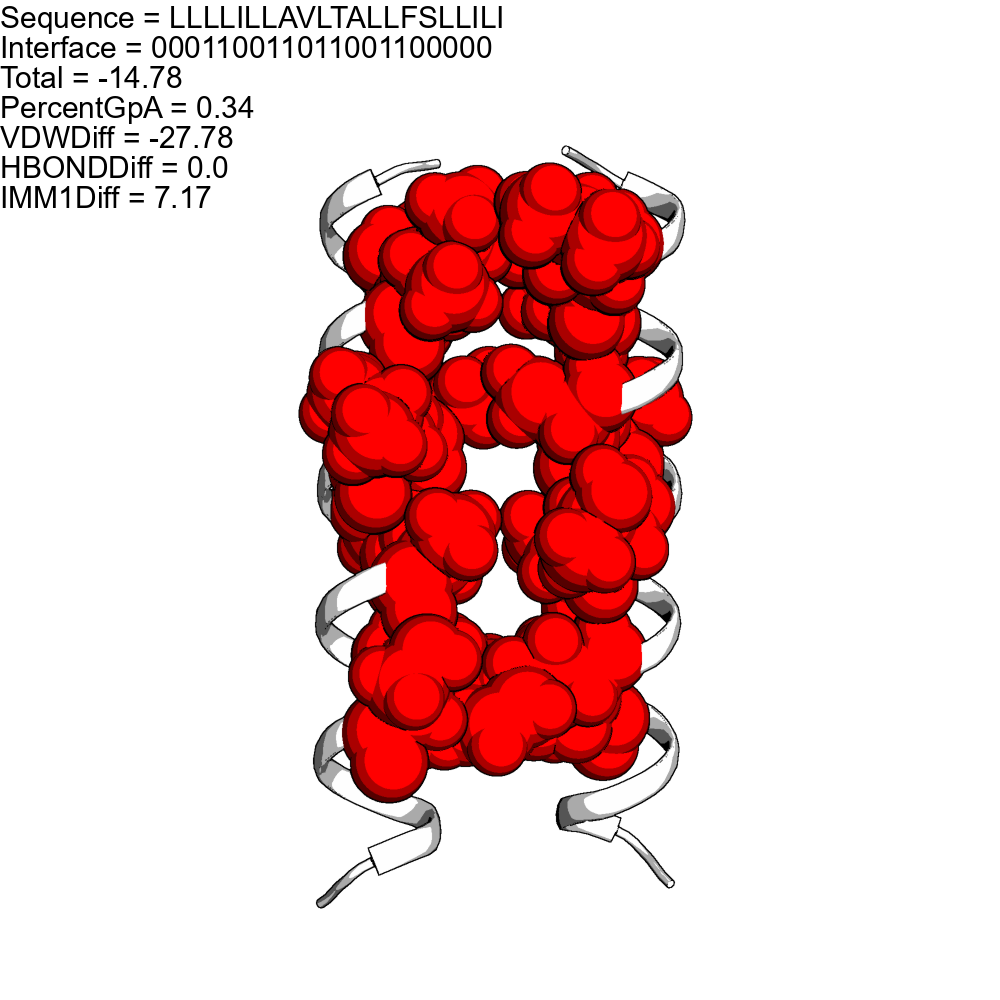 Sequence = LLLLILLAVLTALLFSLLILI
Interface = 000110011011001100000
Total = -14.78
PercentGpA = 0.34
VDWDiff = -27.78
HBONDDiff = 0.0
IMM1Diff = 7.17